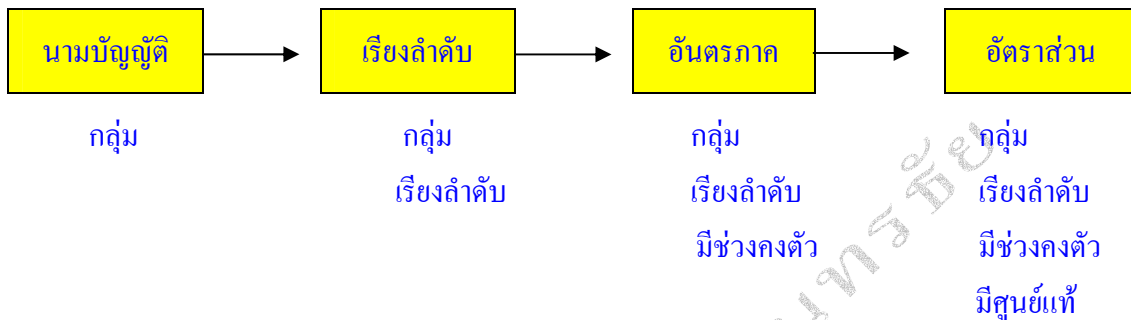 นามบัญญัติ เรียงลำดับ อันตรภาค อัตราส่วน
กลุ่ม กลุ่ม กลุ่ม กลุ่ม
เรียงลำดับ เรียงลำดับ เรียงลำดับ
มีช่วงคงตัว มีช่วงคงตัว
มีศูนย์แท้